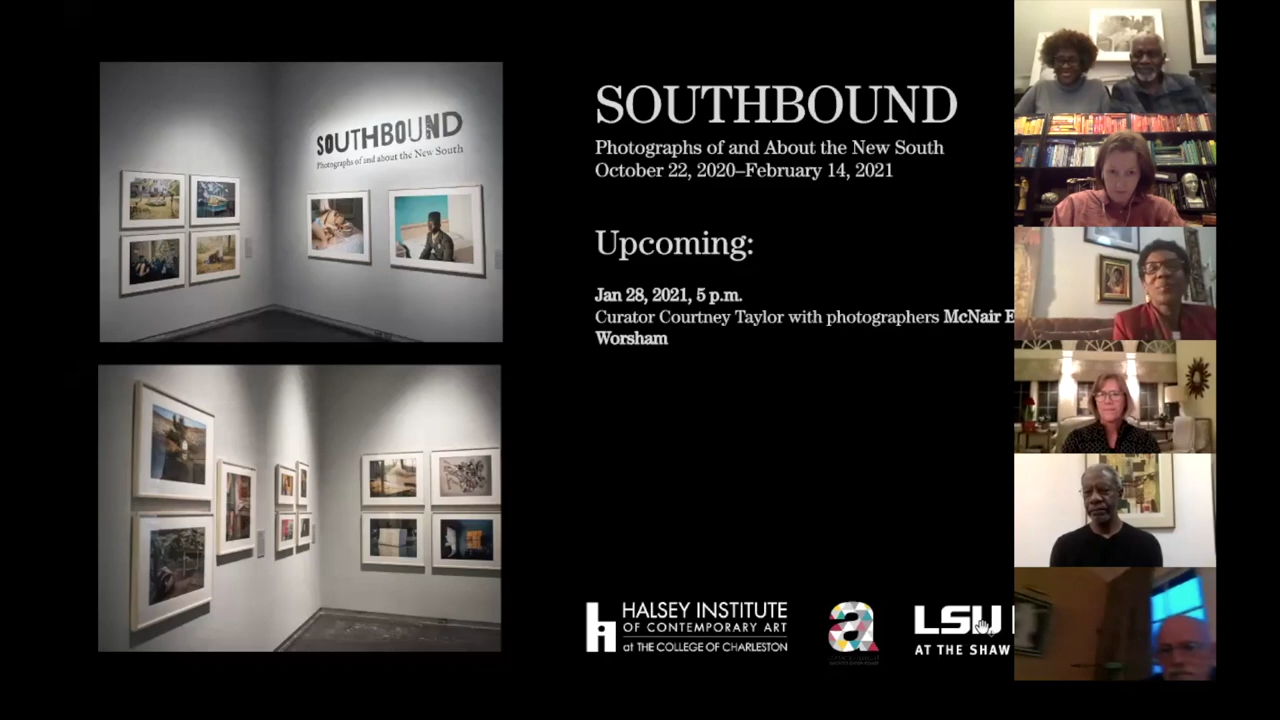 SOUTHBOUND
Photographs of and about the New South
SOUTHBOUND
Photographs of and About the New South
October 22, 2020–February 14, 2021
Upcoming:
Jan 28, 2021, 5 p.m.
Curator Courtney Taylor with photographers McNair E
Worsham
HALSEY INSTITUTE
OF CONTEMPORARY ART
at THE COLLEGE OF CHARLESTON
a
LSU
AT THE SHAW